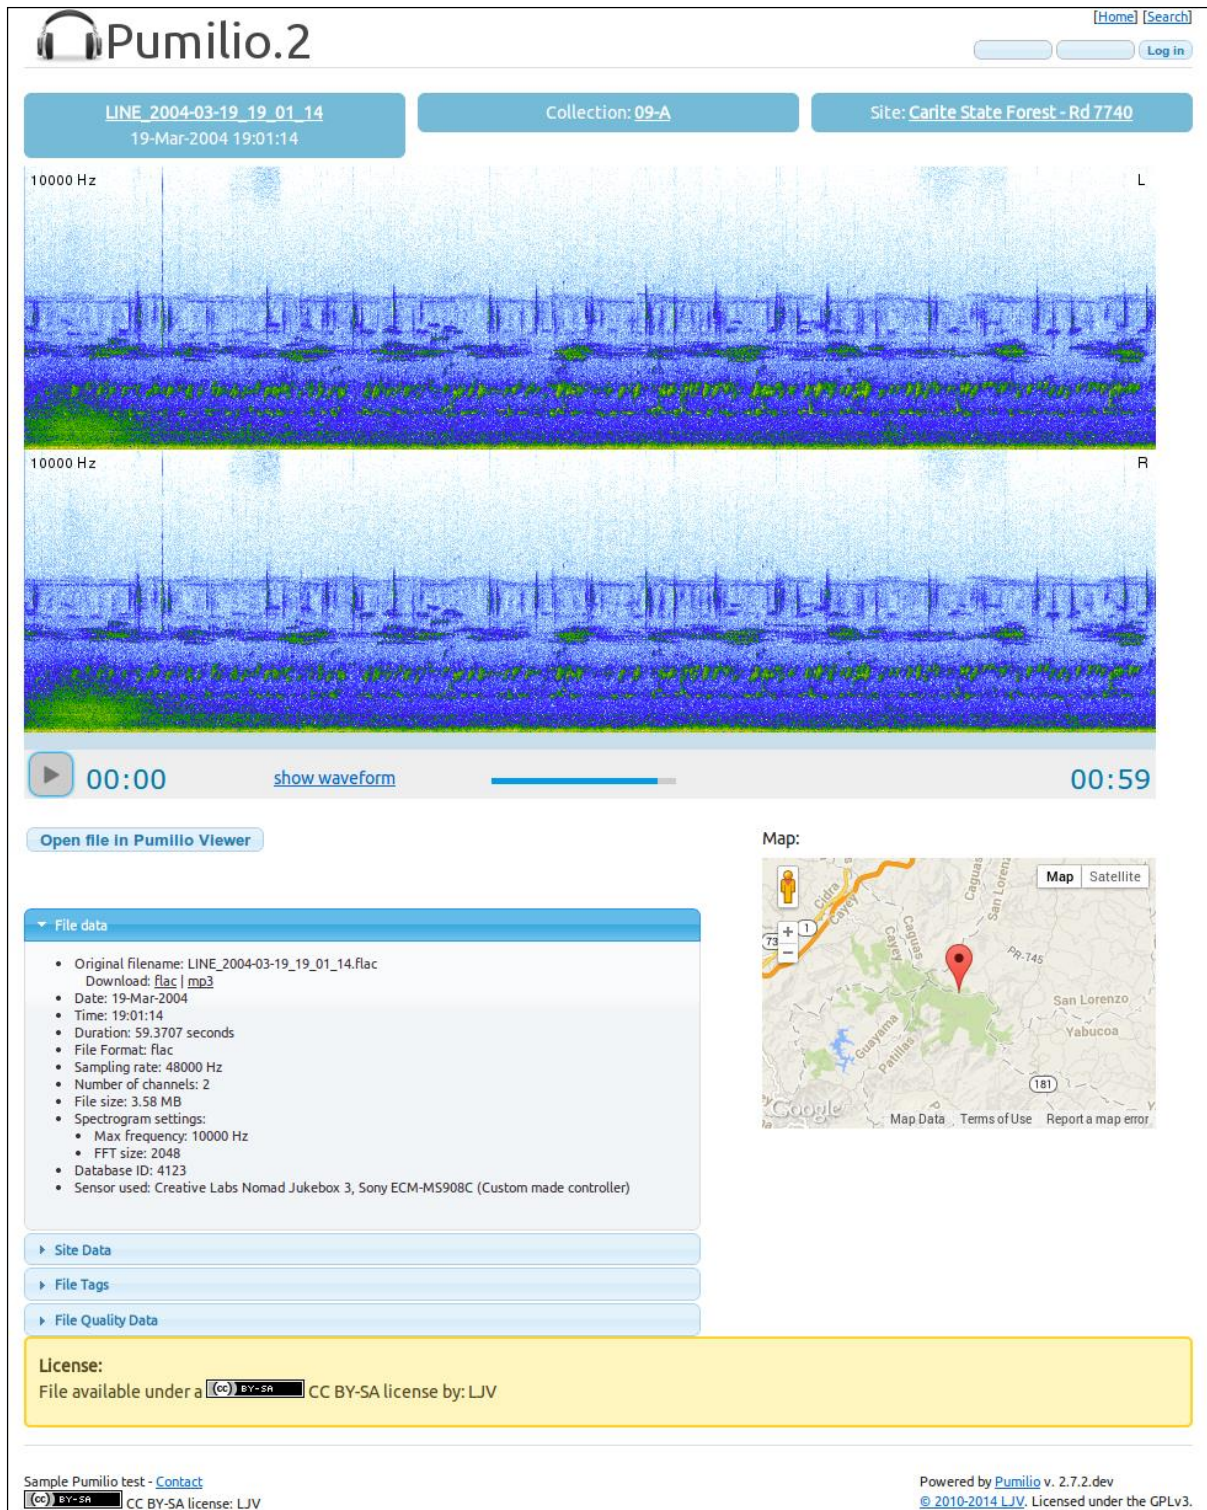 [Home] [Search]
Pumilio.2
Log in
LINE_2004-03-19_19_01_14
19-Mar-2004 19:01:14
Collection: 09-A
Site: Carite State Forest - Rd 7740
10000 Hz
L
10000 Hz
R
00:00
show waveform
00:59
Open file in Pumilio Viewer
Map:
File data
Original filename: LINE_2004-03-19_19_01_14.flac
Download: flac | mp3
Date: 19-Mar-2004
Time: 19:01:14
Duration: 59.3707 seconds
File Format: flac
Sampling rate: 48000 Hz
Number of channels: 2
File size: 3.58 MB
Spectrogram settings:
Max frequency: 10000 Hz
FFT size: 2048
Database ID: 4123
Sensor used: Creative Labs Nomad Jukebox 3, Sony ECM-MS908C (Custom made controller)
Map Satellite
Cidra
Cayey
Caguas
San Lorenz
Cayey
Caguas
1
73
+
−
PR-745
San Lorenzo
Yabucoa
Guayama
Patillas
181
Google
Map Data Terms of Use Report a map error
Site Data
File Tags
File Quality Data
License:
File available under a (cc) BY-SA CC BY-SA license by: LJV
Sample Pumilio test - Contact
(cc) BY-SA CC BY-SA license: LJV
Powered by Pumilio v. 2.7.2.dev
© 2010-2014 LJV. Licensed under the GPLv3.